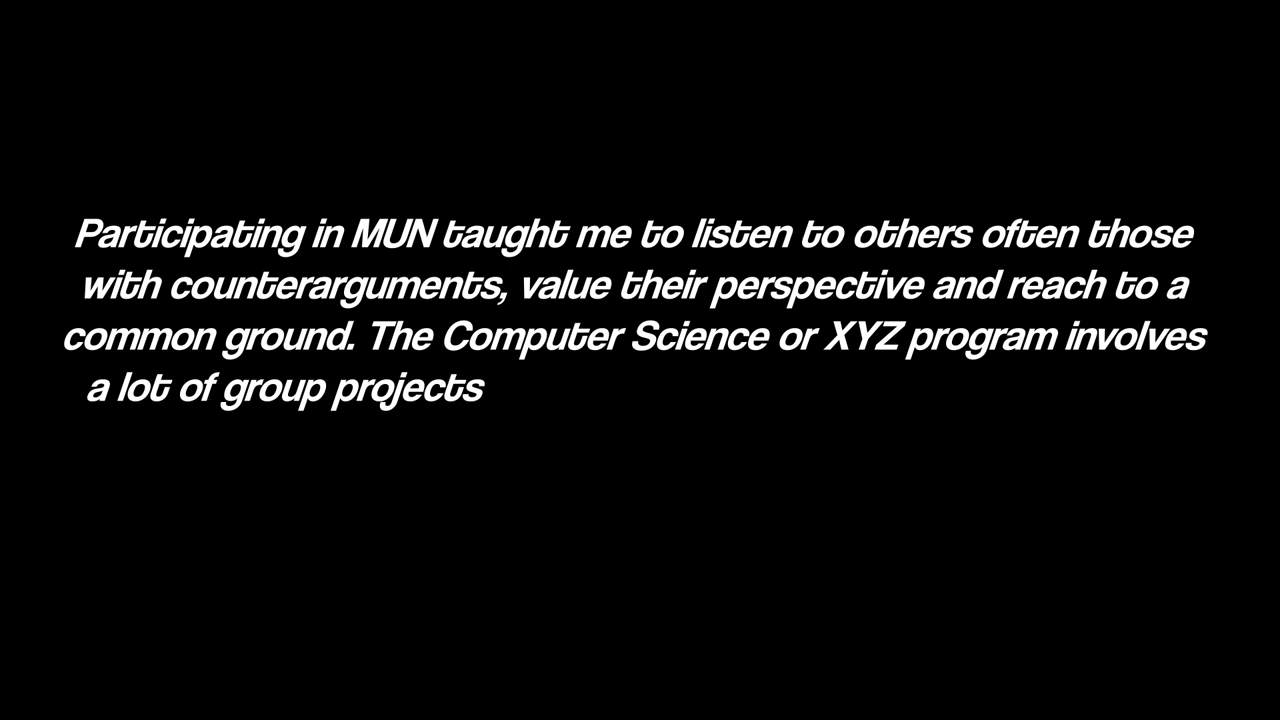 Participating in MUN taught me to listen to others often those
with counterarguments, value their perspective and reach to a
common ground. The Computer Science or XYZ program involves
a lot of group projects